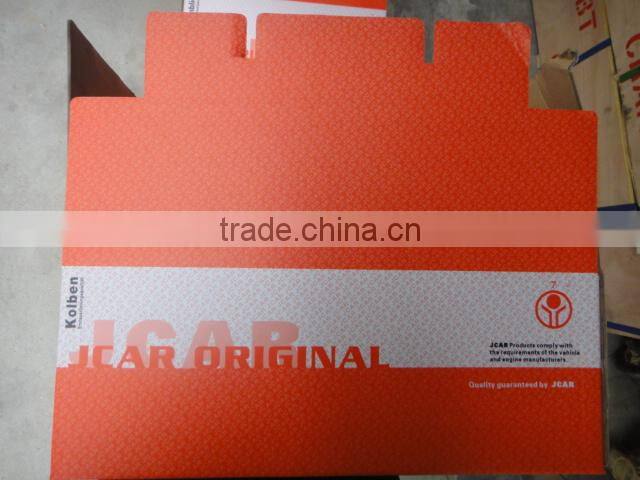 trade.china.cn
Kolben
7
JCAR
JCAR ORIGINAL
JCAR Products comply with
the requirements of the vehicle
and engine manufacturers.
Quality guaranteed by JCAR